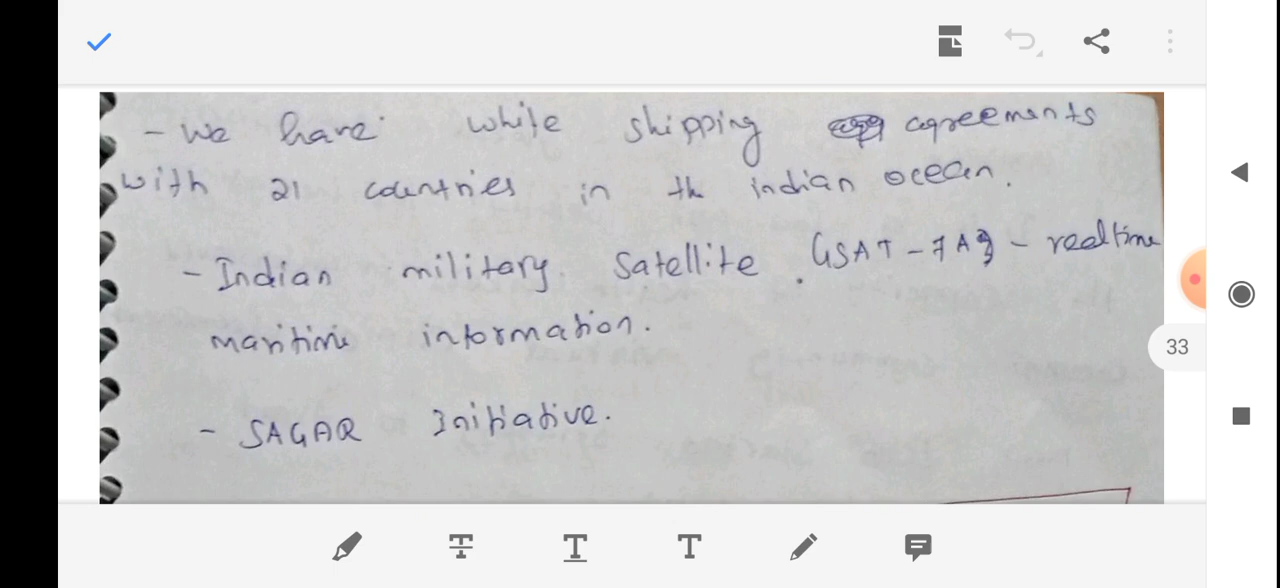 - We have white shipping agreements
with 21 countries in the indian ocean.
- Indian military satellite GSAT-7A - realtime
maritime information.
- SAGAR Initiative.
33
T
T
T